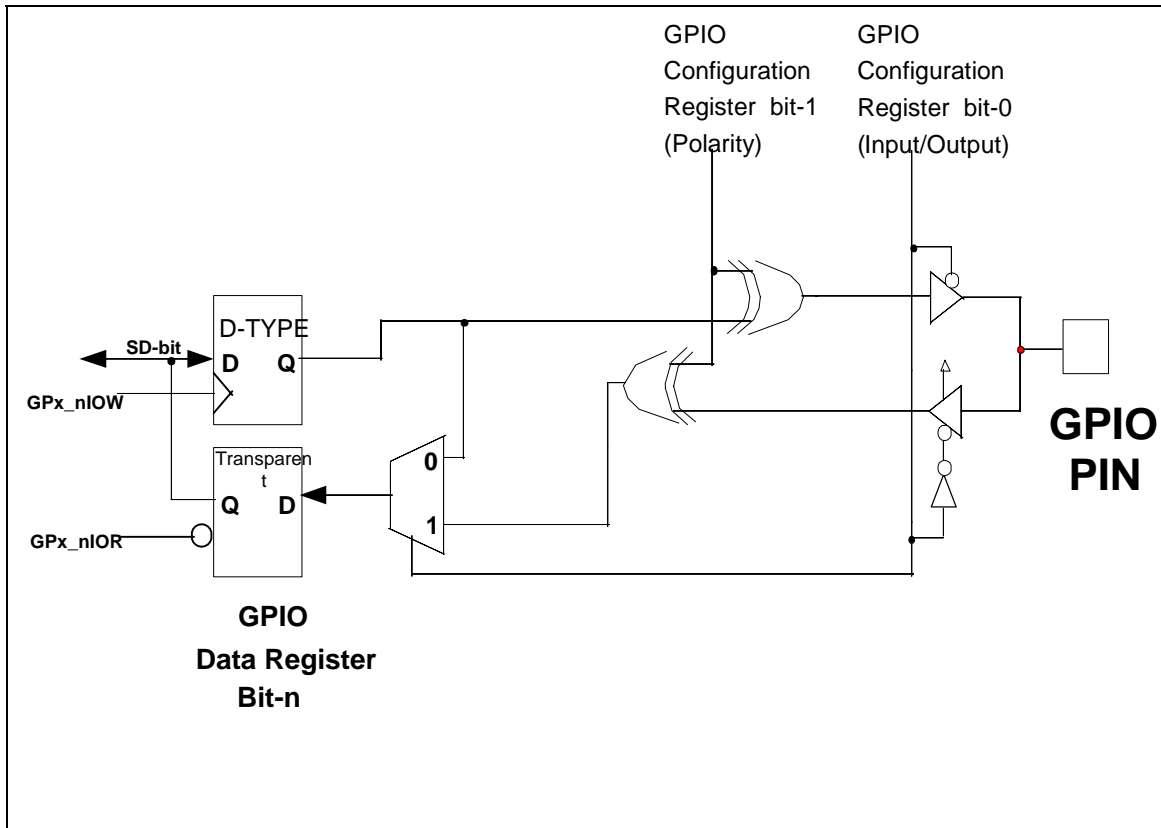 GPIO
Configuration
Register bit-1
(Polarity)
GPIO
Configuration
Register bit-0
(Input/Output)
D-TYPE
SD-bit
D
Q
GPx_nIOW
GPIO
PIN
Transparen
t
Q
D
0
1
GPx_nIOR
GPIO
Data Register
Bit-n